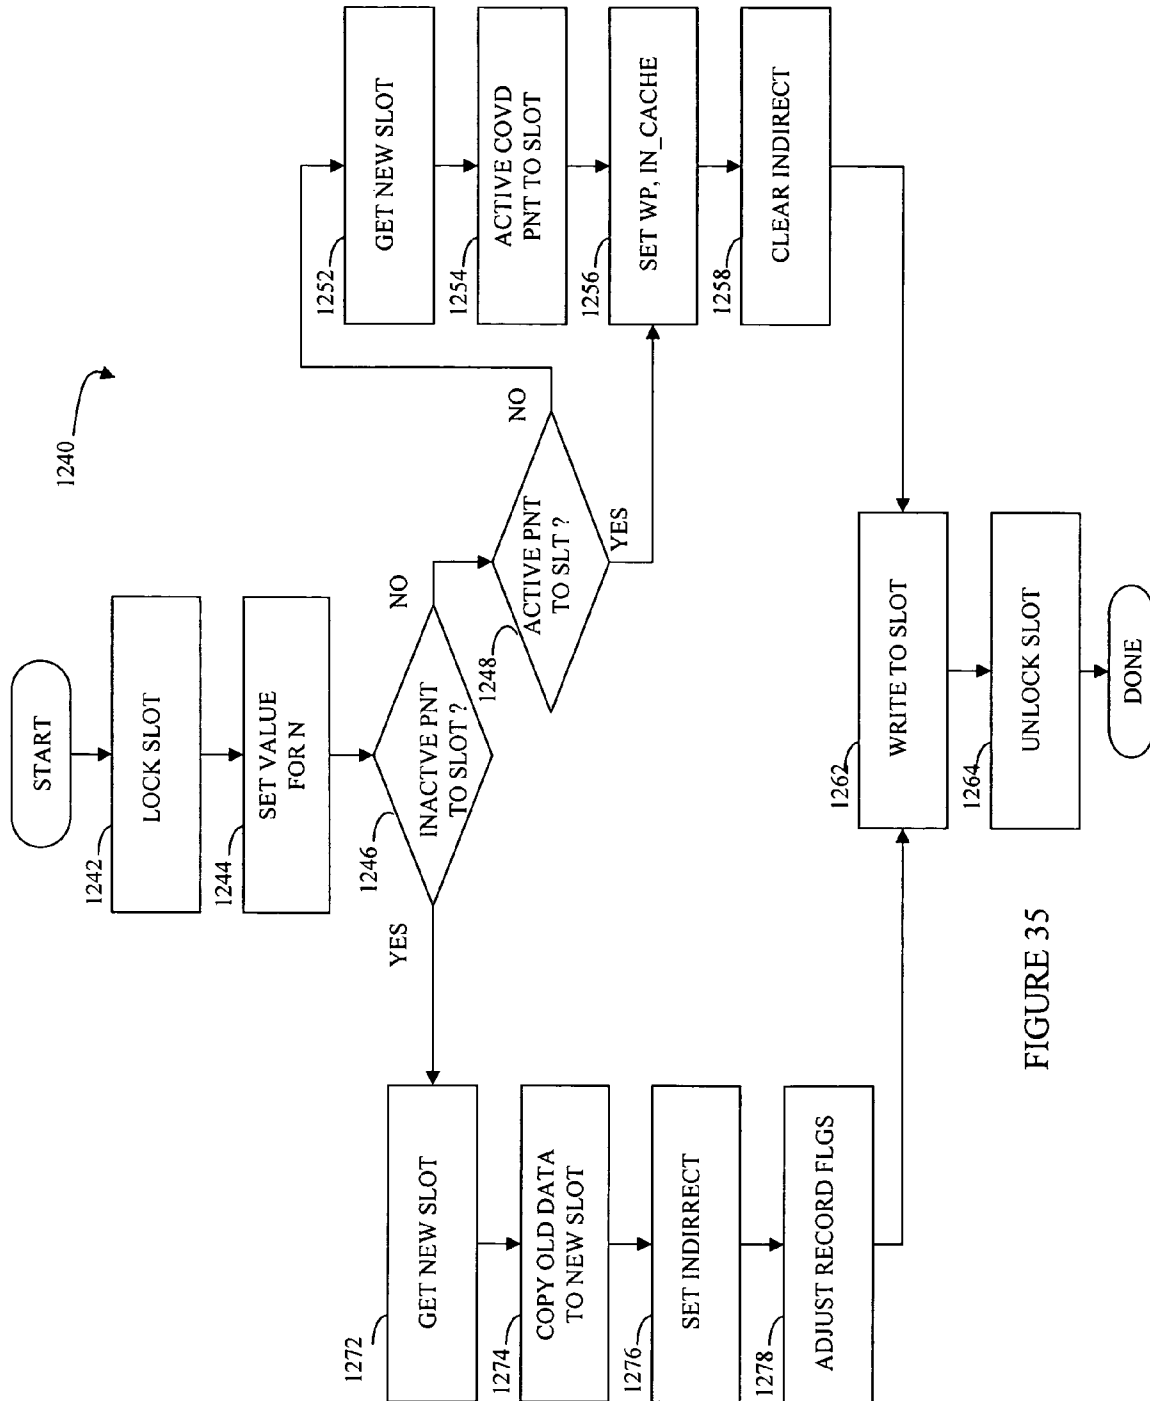 1240
START
1242
LOCK SLOT
1244
SET VALUE
FOR N
1246
INACTVE PNT
TO SLOT ?
YES
NO
1248
ACTIVE PNT
TO SLT ?
NO
YES
1252
GET NEW SLOT
1254
ACTIVE COVD
PNT TO SLOT
1256
SET WP, IN_CACHE
1258
CLEAR INDIRECT
1272
GET NEW SLOT
1274
COPY OLD DATA
TO NEW SLOT
1276
SET INDIRRECT
1278
ADJUST RECORD FLGS
1262
WRITE TO SLOT
1264
UNLOCK SLOT
DONE
FIGURE 35